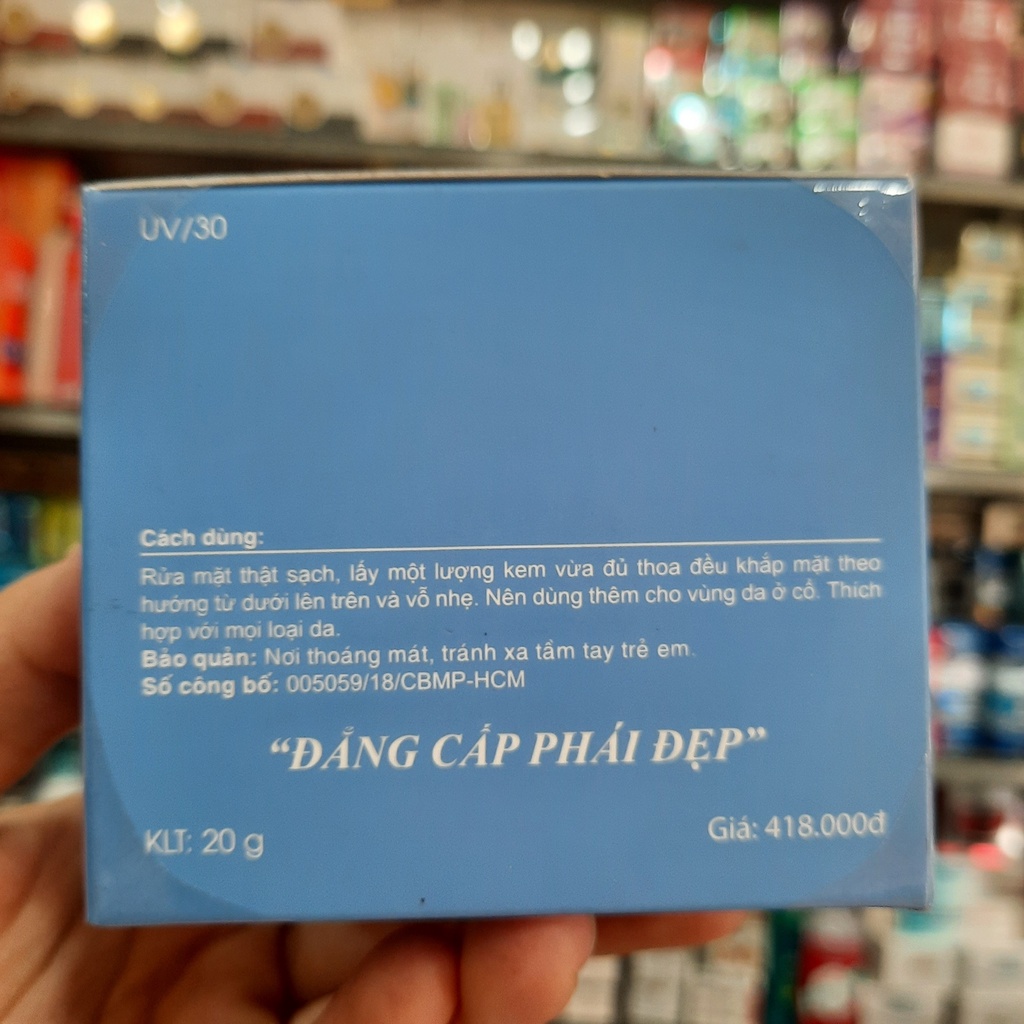 UV/30
Cách dùng:
Rửa mặt thật sạch, lấy một lượng kem vừa đủ thoa đều khắp mặt theo
hướng từ dưới lên trên và vỗ nhẹ. Nên dùng thêm cho vùng da ở cổ. Thích
hợp với mọi loại da.
Bảo quản: Nơi thoáng mát, tránh xa tầm tay trẻ em.
Số công bố: 005059/18/CBMP-HCM
“ĐẲNG CẤP PHÁI ĐẸP”
KLT: 20 g
Giá: 418.000đ